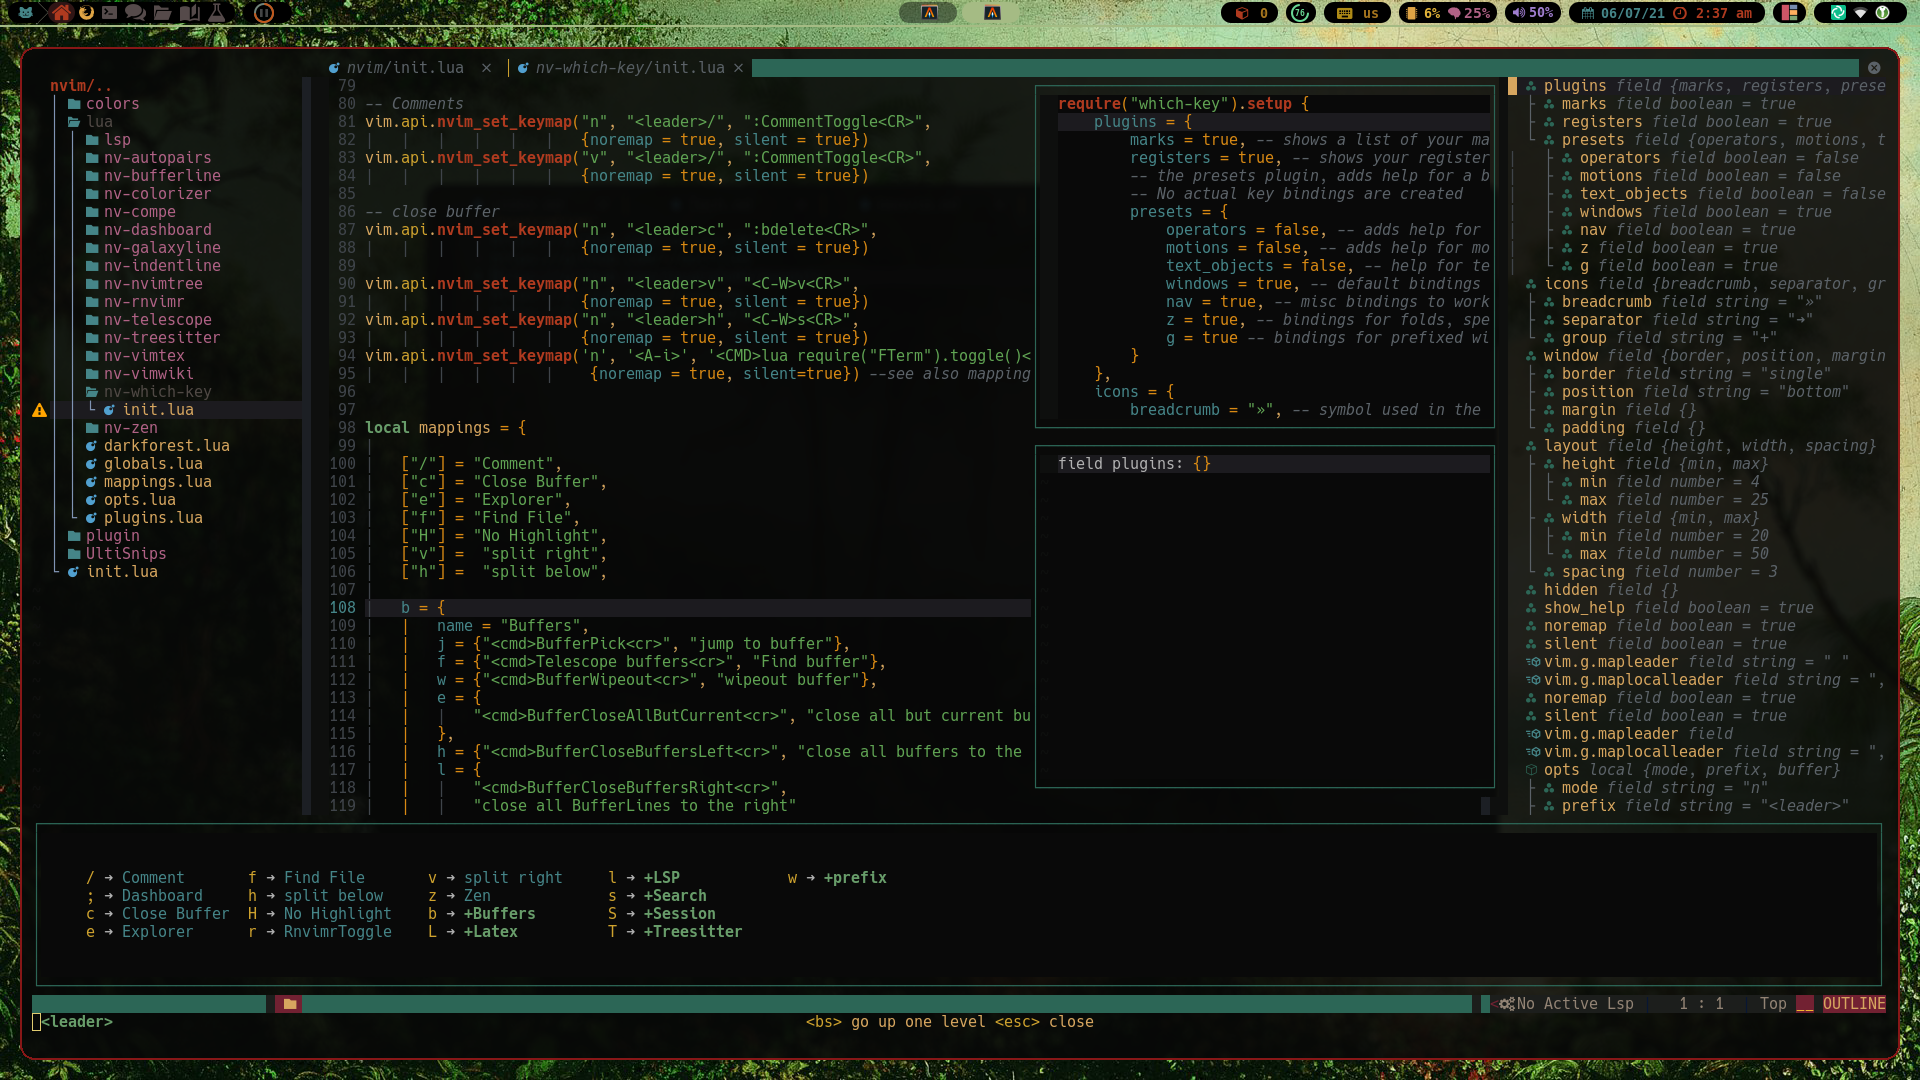 0
76
us
6% 25%
50%
06/07/21 2:37 am
nvim/init.lua ×
nv-which-key/init.lua ×
nvim/..
colors
lua
lsp
nv-autopairs
nv-bufferline
nv-colorizer
nv-compe
nv-dashboard
nv-galaxyline
nv-indentline
nv-nvimtree
nv-rnvimr
nv-telescope
nv-treesitter
nv-vimtex
nv-vimwiki
nv-which-key
init.lua
nv-zen
darkforest.lua
globals.lua
mappings.lua
opts.lua
plugins.lua
plugin
UltiSnips
init.lua
79
80 -- Comments
81 vim.api.nvim_set_keymap("n", "<leader>/", ":CommentToggle<CR>",
82 {noremap = true, silent = true})
83 vim.api.nvim_set_keymap("v", "<leader>/", ":CommentToggle<CR>",
84 {noremap = true, silent = true})
85
86 -- close buffer
87 vim.api.nvim_set_keymap("n", "<leader>c", ":bdelete<CR>",
88 {noremap = true, silent = true})
89
90 vim.api.nvim_set_keymap("n", "<leader>v", "<C-W>v<CR>",
91 {noremap = true, silent = true})
92 vim.api.nvim_set_keymap("n", "<leader>h", "<C-W>s<CR>",
93 {noremap = true, silent = true})
94 vim.api.nvim_set_keymap('n', '<A-i>', '<CMD>lua require("FTerm").toggle()<
95 {noremap = true, silent=true}) --see also mapping
96
97
98 local mappings = {
99
100 ["/"] = "Comment",
101 ["c"] = "Close Buffer",
102 ["e"] = "Explorer",
103 ["f"] = "Find File",
104 ["H"] = "No Highlight",
105 ["v"] =  "split right",
106 ["h"] =  "split below",
107
108 b = {
109 name = "Buffers",
110 j = {"<cmd>BufferPick<cr>", "jump to buffer"},
111 f = {"<cmd>Telescope buffers<cr>", "Find buffer"},
112 w = {"<cmd>BufferWipeout<cr>", "wipeout buffer"},
113 e = {
114 "<cmd>BufferCloseAllButCurrent<cr>", "close all but current bu
115 },
116 h = {"<cmd>BufferCloseBuffersLeft<cr>", "close all buffers to the
117 l = {
118 "<cmd>BufferCloseBuffersRight<cr>",
119 "close all BufferLines to the right"
require("which-key").setup {
plugins = {
marks = true, -- shows a list of your ma
registers = true, -- shows your register
-- the presets plugin, adds help for a b
-- No actual key bindings are created
presets = {
operators = false, -- adds help for
motions = false, -- adds help for mo
text_objects = false, -- help for te
windows = true, -- default bindings
nav = true, -- misc bindings to work
z = true, -- bindings for folds, spe
g = true -- bindings for prefixed wi
}
},
icons = {
breadcrumb = "»", -- symbol used in the
field plugins: {}
plugins field {marks, registers, prese
marks field boolean = true
registers field boolean = true
presets field {operators, motions, t
operators field boolean = false
motions field boolean = false
text_objects field boolean = false
windows field boolean = true
nav field boolean = true
z field boolean = true
g field boolean = true
icons field {breadcrumb, separator, gr
breadcrumb field string = "»"
separator field string = "➜"
group field string = "+"
window field {border, position, margin
border field string = "single"
position field string = "bottom"
margin field {}
padding field {}
layout field {height, width, spacing}
height field {min, max}
min field number = 4
max field number = 25
width field {min, max}
min field number = 20
max field number = 50
spacing field number = 3
hidden field {}
show_help field boolean = true
noremap field boolean = true
silent field boolean = true
vim.g.mapleader field string = " "
vim.g.maplocalleader field string = ",
noremap field boolean = true
silent field boolean = true
vim.g.mapleader field
vim.g.maplocalleader field string = ",
opts local {mode, prefix, buffer}
mode field string = "n"
prefix field string = "<leader>"
/ ➜ Comment f ➜ Find File v ➜ split right l ➜ +LSP w ➜ +prefix
; ➜ Dashboard h ➜ split below z ➜ Zen s ➜ +Search
c ➜ Close Buffer H ➜ No Highlight b ➜ +Buffers S ➜ +Session
e ➜ Explorer r ➜ RnvimrToggle L ➜ +Latex T ➜ +Treesitter
No Active Lsp 1 : 1 Top __ OUTLINE
<leader> <bs> go up one level <esc> close